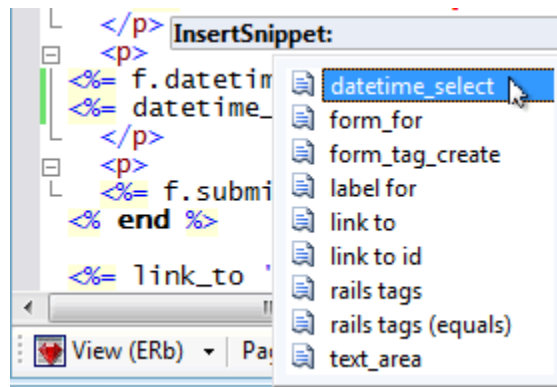 </p>
InsertSnippet:
<p>
<%= f.datetim
datetime_select
<%= datetime_
form_for
</p>
form_tag_create
<p>
label for
<%= f.submi
link to
<% end %>
link to id
<%= link_to '
rails tags
rails tags (equals)
View (ERb)
text_area